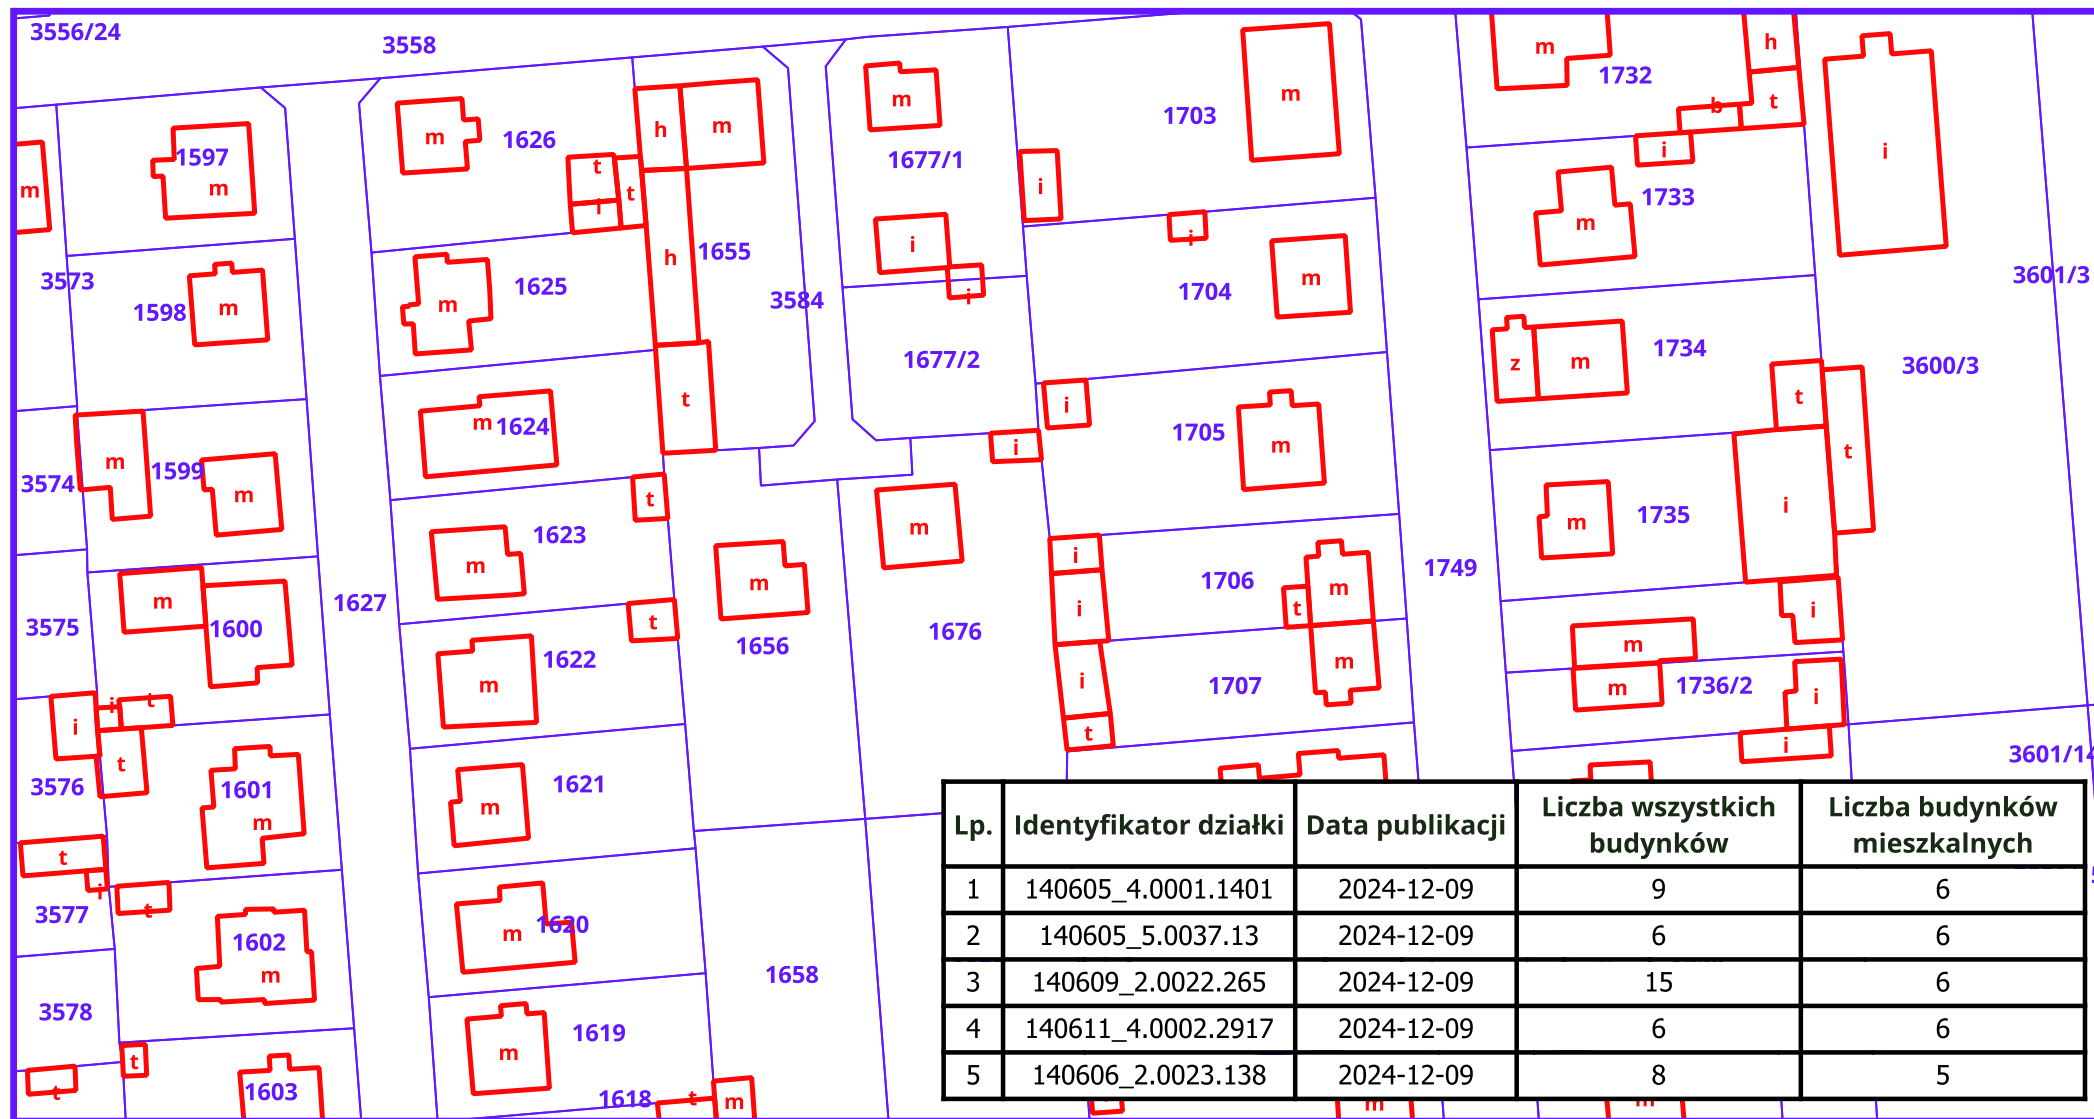 3556/24
3558
m
h
m
1732
m
h
m
m
1703
m
b
t
m
1626
h
m
1597
m
t
1677/1
i
i
i
m
t
i
i
1733
m
i
h
1655
i
m
3573
1598
m
m
1625
3584
i
1704
m
3601/3
1677/2
z
m
1734
3600/3
m
1624
t
i
1705
m
t
t
m
1599
m
3574
t
i
m
1735
i
m
1623
m
m
i
1749
m
1600
3575
1627
m
t
1656
1676
i
1706
t
m
i
m
1622
m
i
1707
m
m
1736/2
i
i
i
t
t
t
i
3601/14
3576
1601
m
m
1621
t
i
3577
t
1602
m
m
1620
1658
3578
t
t
1603
m
1619
1618
t
m
m
Lp.
Identyfikator działki
Data publikacji
Liczba wszystkich budynków
Liczba budynków mieszkalnych
1 140605_4.0001.1401 2024-12-09 9 6
2 140605_5.0037.13 2024-12-09 6 6
3 140609_2.0022.265 2024-12-09 15 6
4 140611_4.0002.2917 2024-12-09 6 6
5 140606_2.0023.138 2024-12-09 8 5